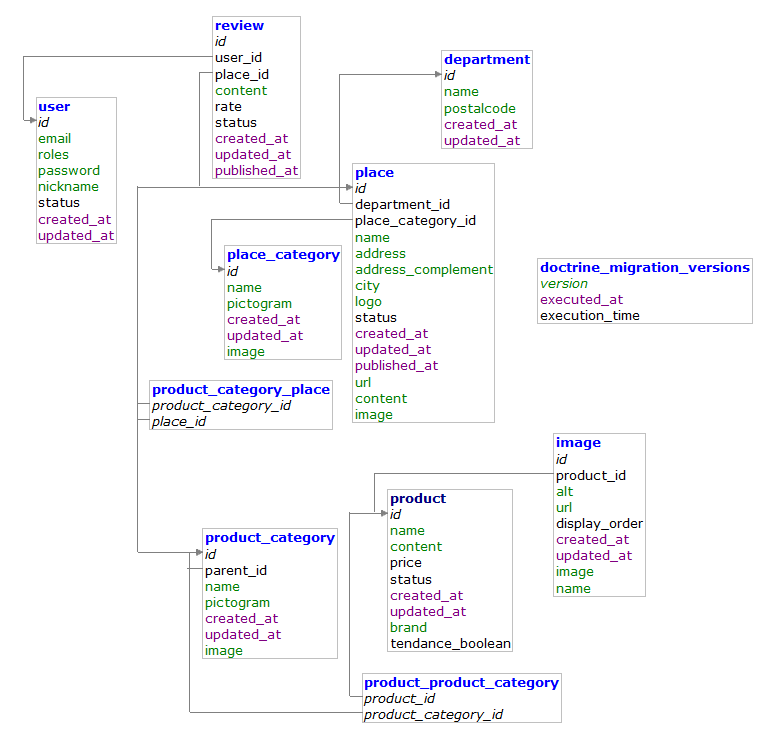 review
id
user_id
place_id
content
rate
status
created_at
updated_at
published_at
department
id
name
postalcode
created_at
updated_at
user
id
email
roles
password
nickname
status
created_at
updated_at
place
id
department_id
place_category_id
name
address
address_complement
city
logo
status
created_at
updated_at
published_at
url
content
image
place_category
id
name
pictogram
created_at
updated_at
image
doctrine_migration_versions
version
executed_at
execution_time
product_category_place
product_category_id
place_id
image
id
product_id
alt
url
display_order
created_at
updated_at
image
name
product
id
name
content
price
status
created_at
updated_at
brand
tendance_boolean
product_category
id
parent_id
name
pictogram
created_at
updated_at
image
product_product_category
product_id
product_category_id